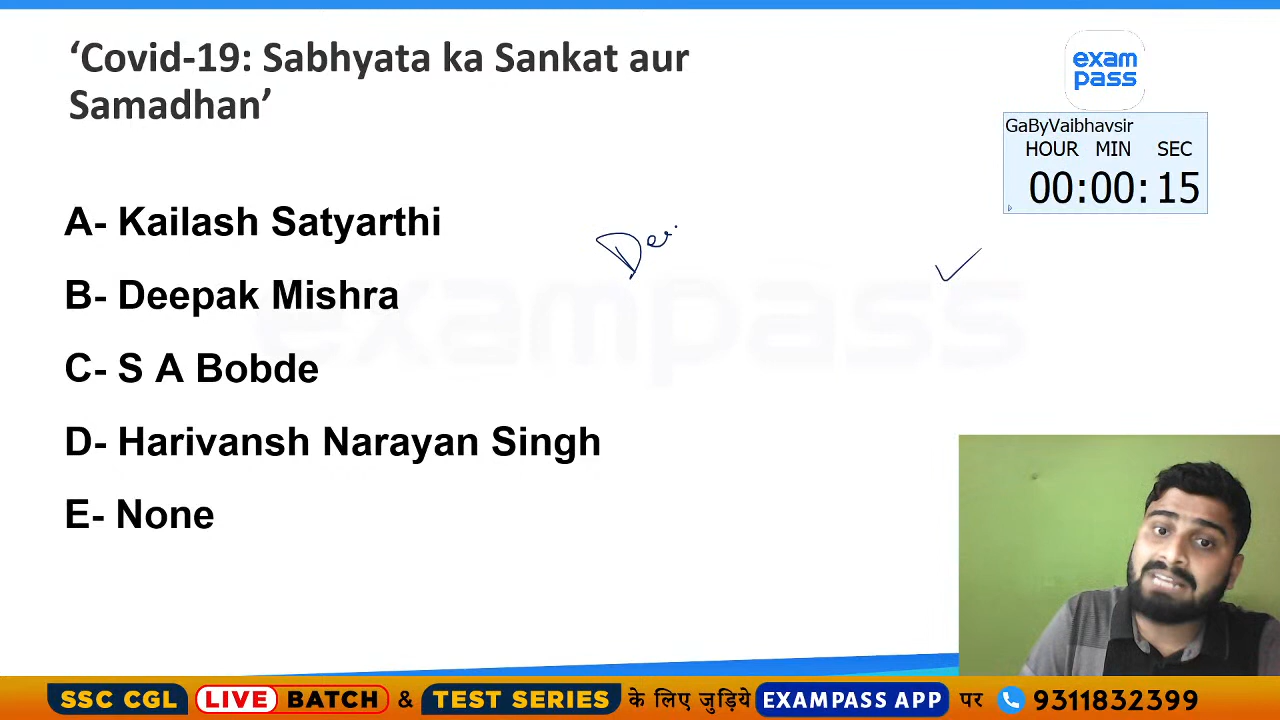 ‘Covid-19: Sabhyata ka Sankat aur
Samadhan’
exam
pass
GaByVaibhavsir
HOUR MIN SEC
00:00:15
A- Kailash Satyarthi
B- Deepak Mishra
C- S A Bobde
D- Harivansh Narayan Singh
E- None
exampass
SSC CGL LIVE BATCH & TEST SERIES के लिए जुड़िये EXAMPASS APP पर 9311832399